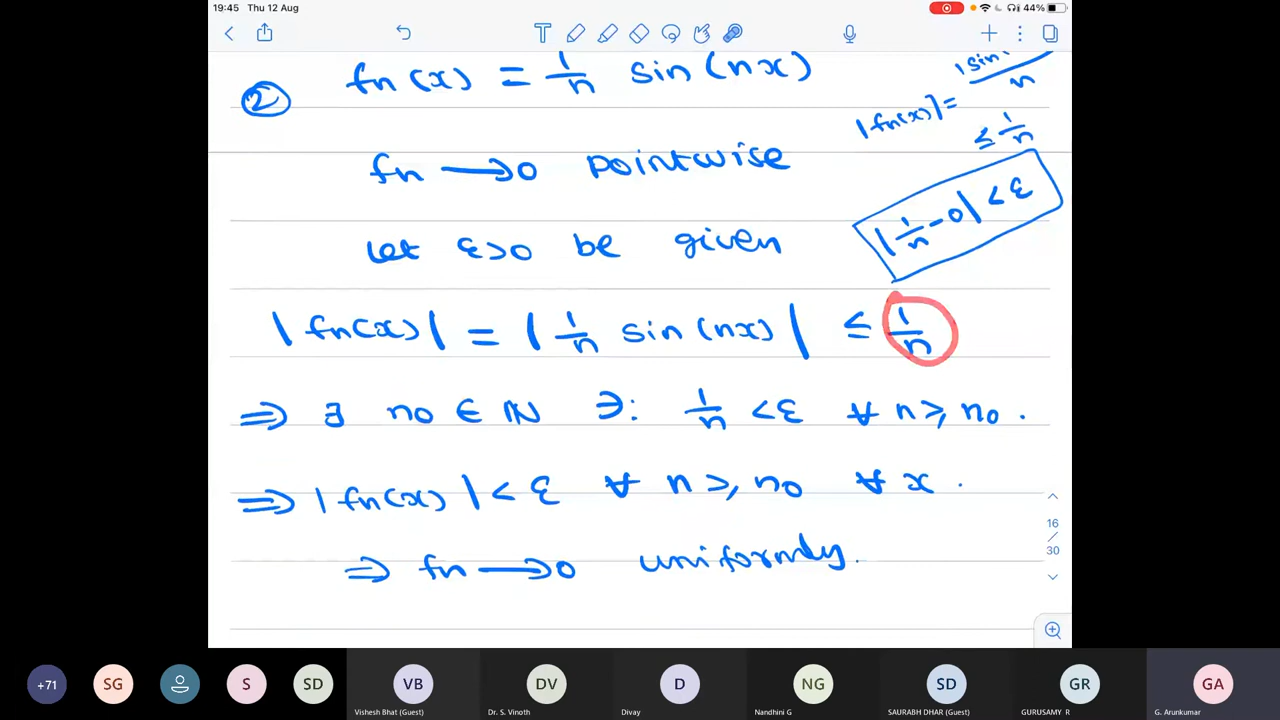 19:45 Thu 12 Aug
44%
② fn(x) = 1/n sin(nx)
|sin
n
|fn(x)| =
≤ 1/n
fn ⟶ 0 pointwise
|1/n - 0| < ε
Let ε>0 be given
|fn(x)| = |1/n sin(nx)| ≤ 1/n
⇒ ∃ n0 ∈ ℕ ∋: 1/n < ε ∀ n ≥ n0.
⇒ |fn(x)| < ε ∀ n ≥ n0 ∀ x.
16
/
30
⇒ fn ⟶ 0 uniformly.
+71 SG S SD VB DV D NG SD GR GA
Vishesh Bhat (Guest) Dr. S. Vinoth Divay Nandhini G SAURABH DHAR (Guest) GURUSAMY R G. Arunkumar